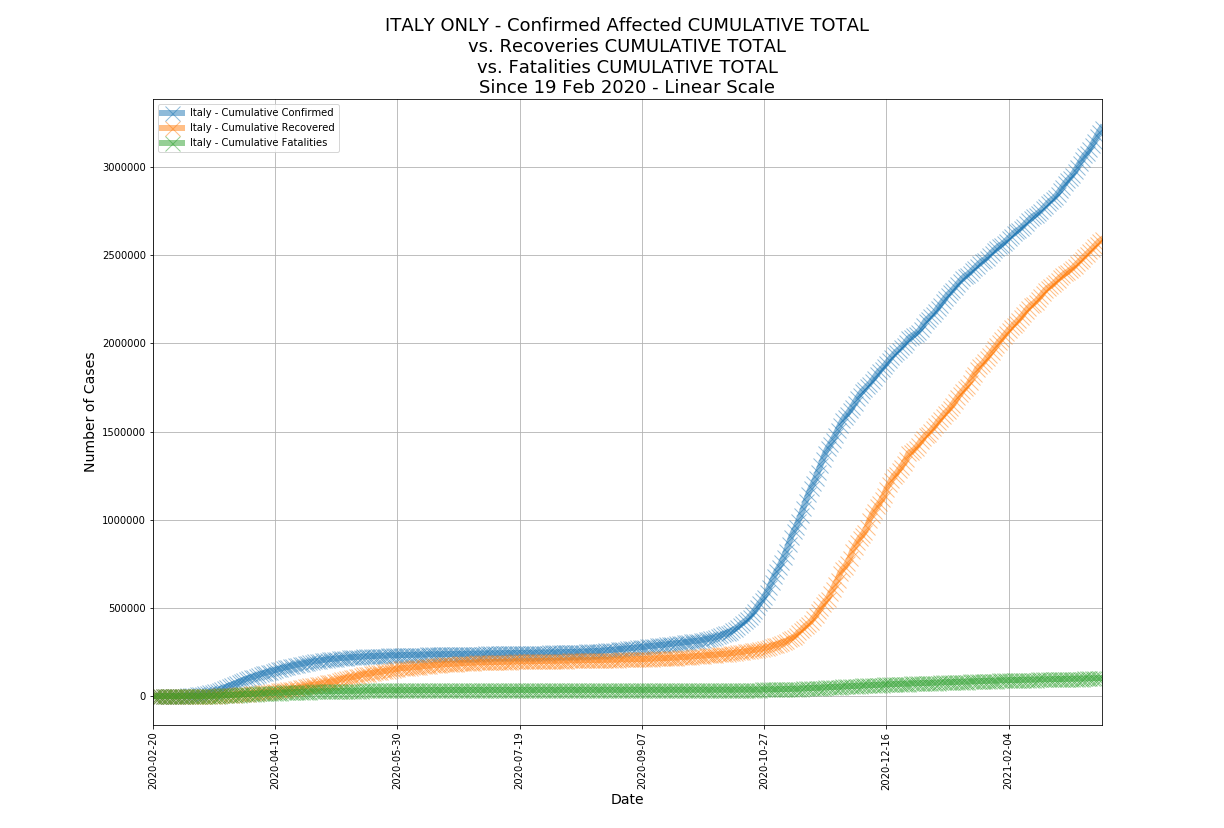 ITALY ONLY - Confirmed Affected CUMULATIVE TOTAL
vs. Recoveries CUMULATIVE TOTAL
vs. Fatalities CUMULATIVE TOTAL
Since 19 Feb 2020 - Linear Scale
Italy - Cumulative Confirmed
Italy - Cumulative Recovered
Italy - Cumulative Fatalities
Number of Cases
3000000
2500000
2000000
1500000
1000000
500000
0
2020-02-20
2020-04-10
2020-05-30
2020-07-19
2020-09-07
2020-10-27
2020-12-16
2021-02-04
Date